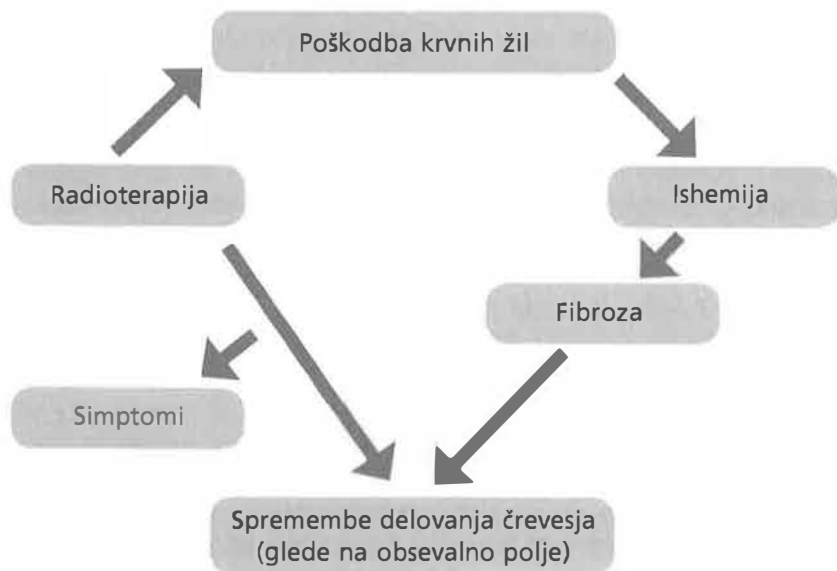 Poškodba krvnih žil
Radioterapija
Ishemija
Fibroza
Simptomi
Spremembe delovanja črevesja
(glede na obsevalno polje)